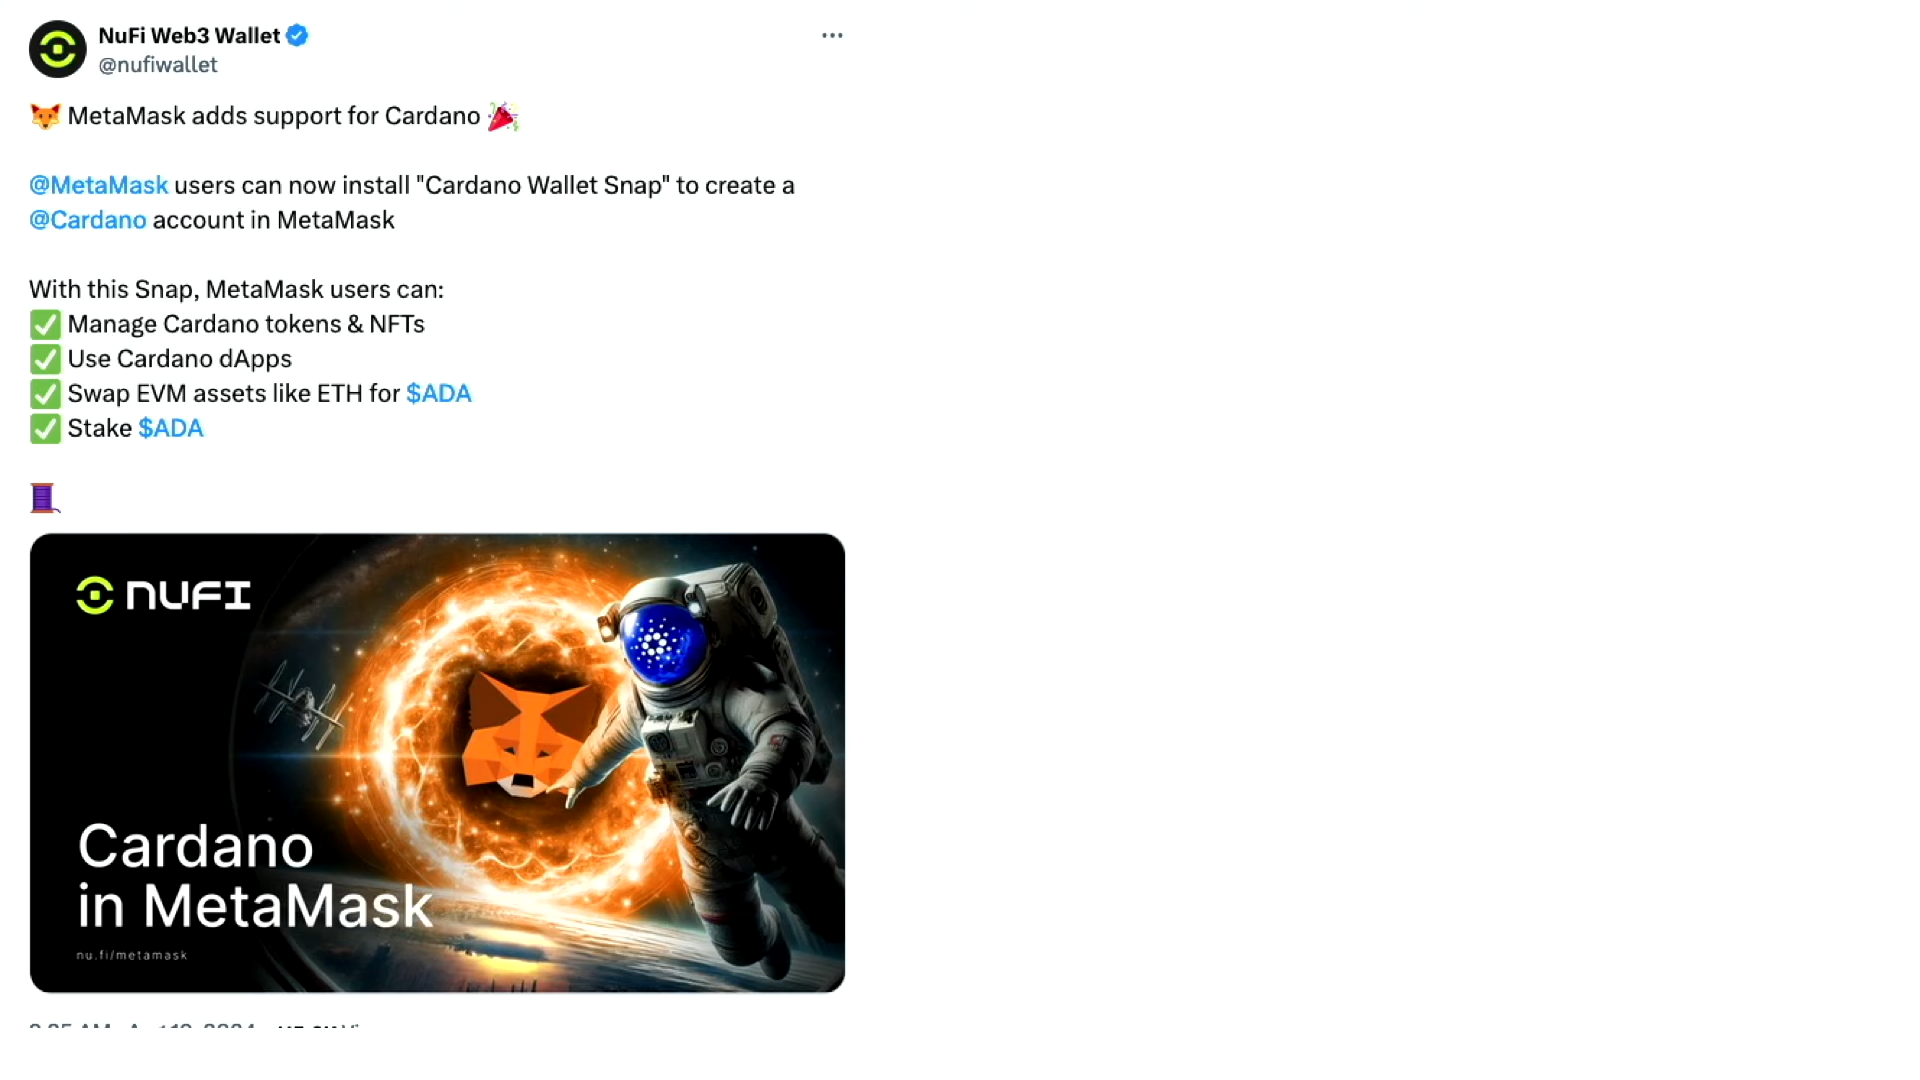 NuFi Web3 Wallet
@nufiwallet
🦊 MetaMask adds support for Cardano 🎉
@MetaMask users can now install "Cardano Wallet Snap" to create a
@Cardano account in MetaMask
With this Snap, MetaMask users can:
✅ Manage Cardano tokens & NFTs
✅ Use Cardano dApps
✅ Swap EVM assets like ETH for $ADA
✅ Stake $ADA
🧵
NUFI
Cardano
in MetaMask
nu.fi/metamask